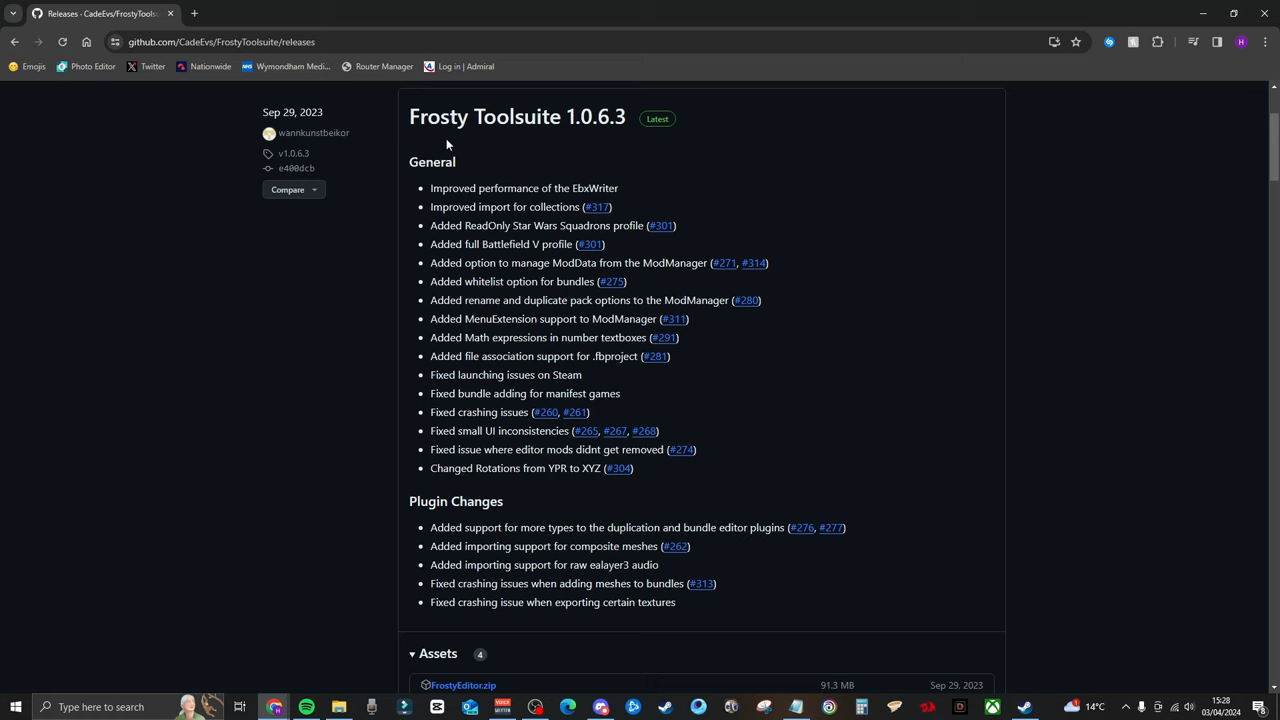 Releases - CadeEvs/FrostyToolsu
github.com/CadeEvs/FrostyToolsuite/releases
Emojis
Photo Editor
Twitter
Nationwide
Wymondham Medi...
Router Manager
Log in | Admiral
Sep 29, 2023
wannkunstbeikor
v1.0.6.3
e400dcb
Compare
Frosty Toolsuite 1.0.6.3 Latest
General
Improved performance of the EbxWriter
Improved import for collections (#317)
Added ReadOnly Star Wars Squadrons profile (#301)
Added full Battlefield V profile (#301)
Added option to manage ModData from the ModManager (#271, #314)
Added whitelist option for bundles (#275)
Added rename and duplicate pack options to the ModManager (#280)
Added MenuExtension support to ModManager (#311)
Added Math expressions in number textboxes (#291)
Added file association support for .fbproject (#281)
Fixed launching issues on Steam
Fixed bundle adding for manifest games
Fixed crashing issues (#260, #261)
Fixed small UI inconsistencies (#265, #267, #268)
Fixed issue where editor mods didnt get removed (#274)
Changed Rotations from YPR to XYZ (#304)
Plugin Changes
Added support for more types to the duplication and bundle editor plugins (#276, #277)
Added importing support for composite meshes (#262)
Added importing support for raw ealayer3 audio
Fixed crashing issues when adding meshes to bundles (#313)
Fixed crashing issue when exporting certain textures
Assets 4
FrostyEditor.zip 91.3 MB Sep 29, 2023
Type here to search
14°C
15:28
03/04/2024